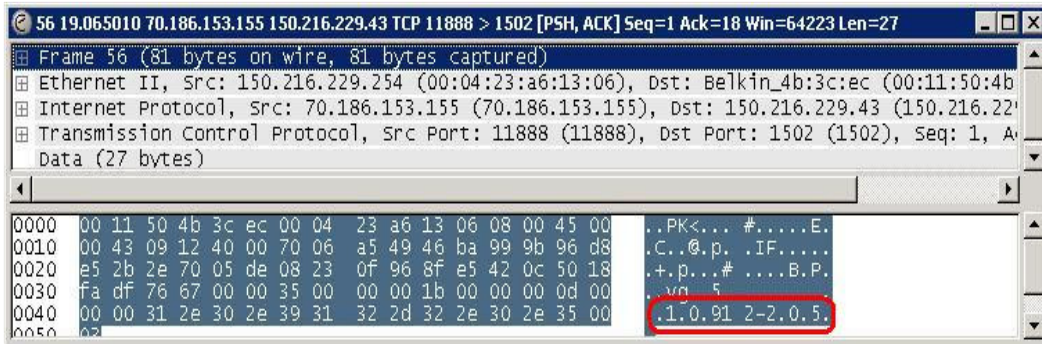 56 19.065010 70.186.153.155 150.216.229.43 TCP 11888 > 1502 [PSH, ACK] Seq=1 Ack=18 Win=64223 Len=27
Frame 56 (81 bytes on wire, 81 bytes captured)
Ethernet II, Src: 150.216.229.254 (00:04:23:a6:13:06), Dst: Belkin_4b:3c:ec (00:11:50:4b
Internet Protocol, Src: 70.186.153.155 (70.186.153.155), Dst: 150.216.229.43 (150.216.22
Transmission Control Protocol, Src Port: 11888 (11888), Dst Port: 1502 (1502), Seq: 1, A
Data (27 bytes)
0000 00 11 50 4b 3c ec 00 04 23 a6 13 06 08 00 45 00 ..PK<... #.....E.
0010 00 43 09 12 40 00 70 06 a5 49 46 ba 99 9b 96 d8 .C..@.p. .IF.....
0020 e5 2b 2e 70 05 de 08 23 0f 96 8f e5 42 0c 50 18 .+.p...# ....B.P.
0030 fa df 76 67 00 00 35 00 00 00 1b 00 00 00 0d 00 ..vg..5. ........
0040 00 00 31 2e 30 2e 39 31 32 2d 32 2e 30 2e 35 00 ..1.0.91 2-2.0.5.
0050 03